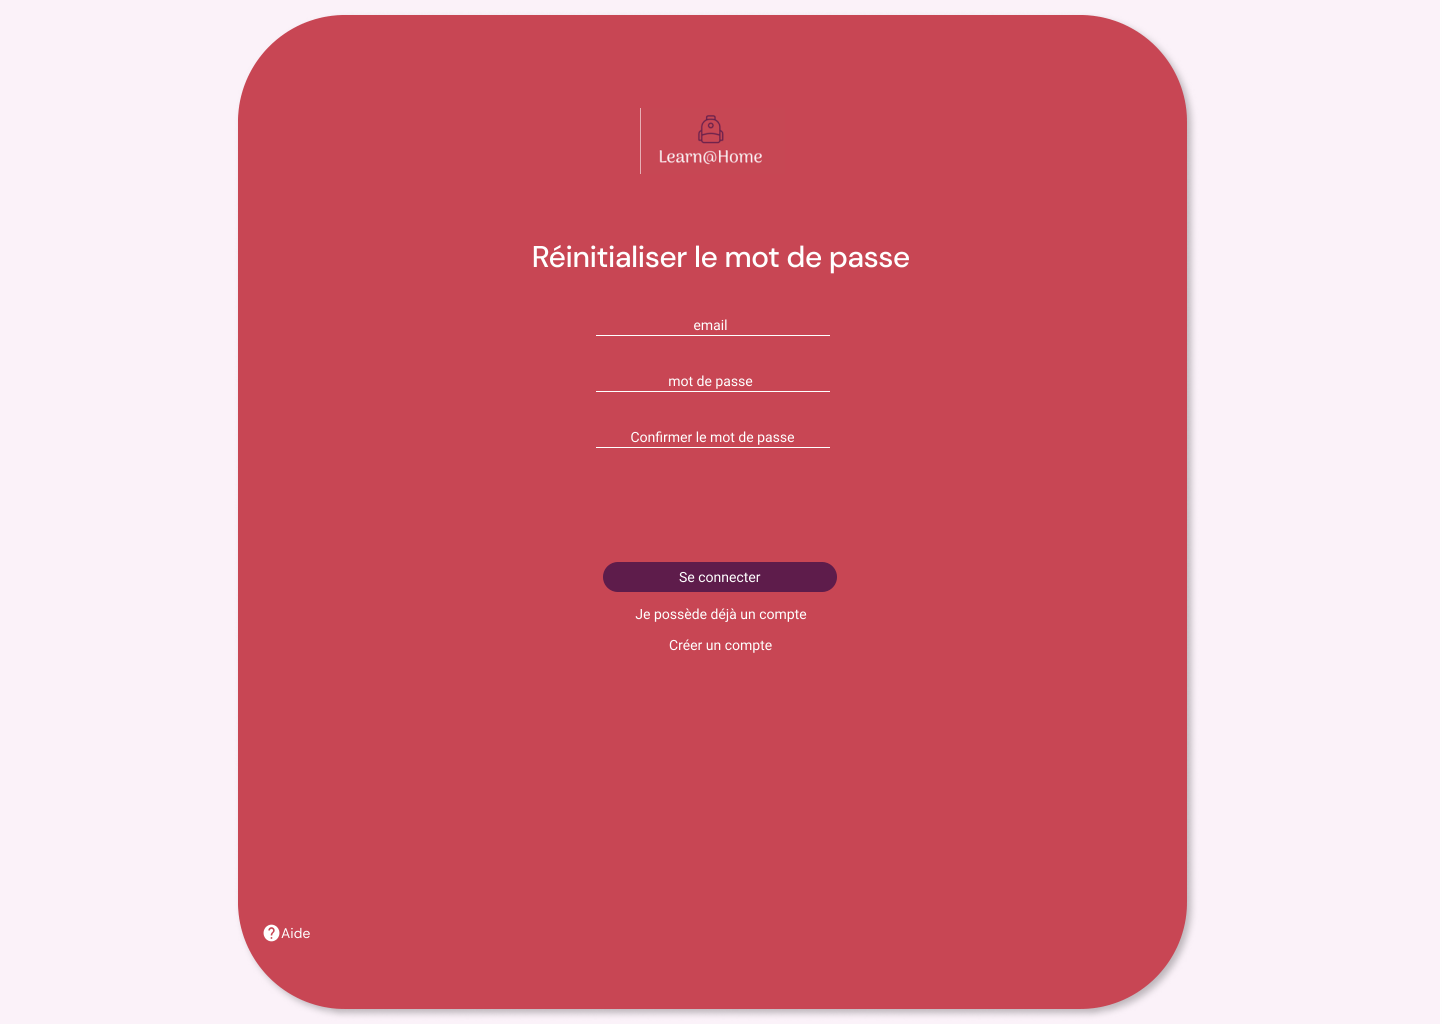 Learn@Home
Réinitialiser le mot de passe
email
mot de passe
Confirmer le mot de passe
Se connecter
Je possède déjà un compte
Créer un compte
Aide